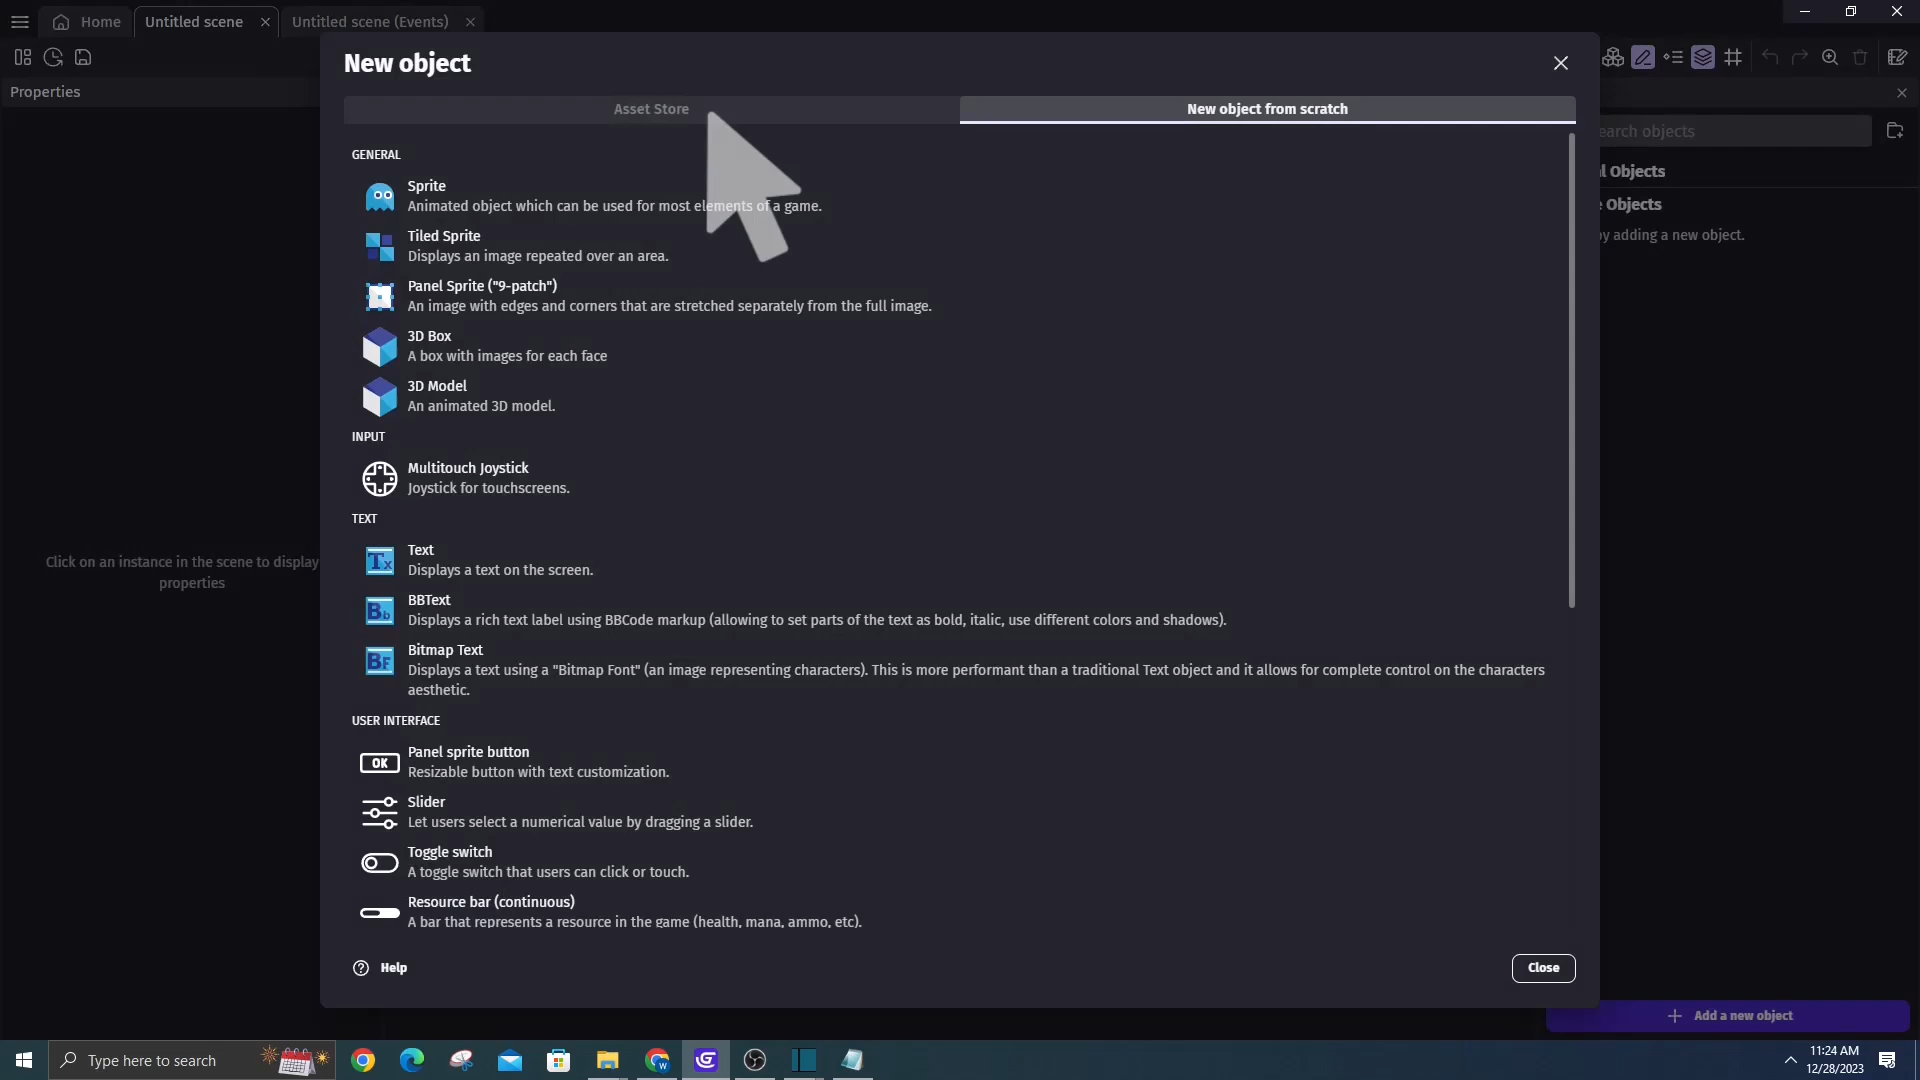 Home
Untitled scene
Untitled scene (Events)
Properties
New object
Asset Store
New object from scratch
earch objects
GENERAL
Sprite
Animated object which can be used for most elements of a game.
Tiled Sprite
Displays an image repeated over an area.
Panel Sprite ("9-patch")
An image with edges and corners that are stretched separately from the full image.
3D Box
A box with images for each face
3D Model
An animated 3D model.
INPUT
Multitouch Joystick
Joystick for touchscreens.
TEXT
Text
Displays a text on the screen.
BBText
Displays a rich text label using BBCode markup (allowing to set parts of the text as bold, italic, use different colors and shadows).
Bitmap Text
Displays a text using a "Bitmap Font" (an image representing characters). This is more performant than a traditional Text object and it allows for complete control on the characters
aesthetic.
USER INTERFACE
OK
Panel sprite button
Resizable button with text customization.
Slider
Let users select a numerical value by dragging a slider.
Toggle switch
A toggle switch that users can click or touch.
Resource bar (continuous)
A bar that represents a resource in the game (health, mana, ammo, etc).
Help
Close
l Objects
Objects
by adding a new object.
Click on an instance in the scene to display
properties
Add a new object
Type here to search
11:24 AM
12/28/2023